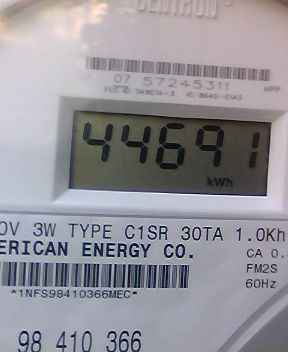 CENTRON®
07 57245311
HPP
44691
kWh
0V 3W TYPE C1SR 30TA 1.0Kh
ERICAN ENERGY CO.
CA 0.
FM2S
60Hz
*1NFS98410366MEC*
98 410 366